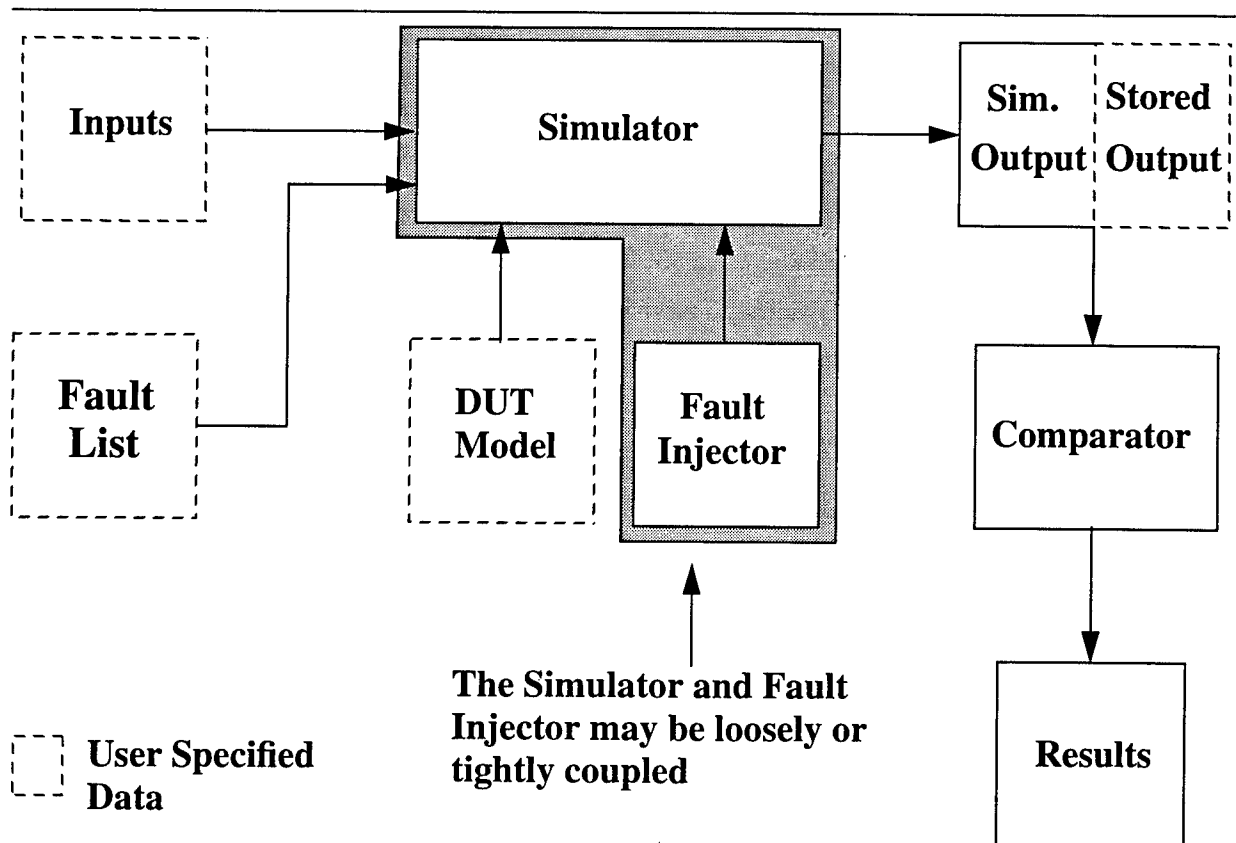 Inputs
Simulator
Sim.
Output
Stored
Output
Fault
List
DUT
Model
Fault
Injector
Comparator
The Simulator and Fault
Injector may be loosely or
tightly coupled
User Specified
Data
Results